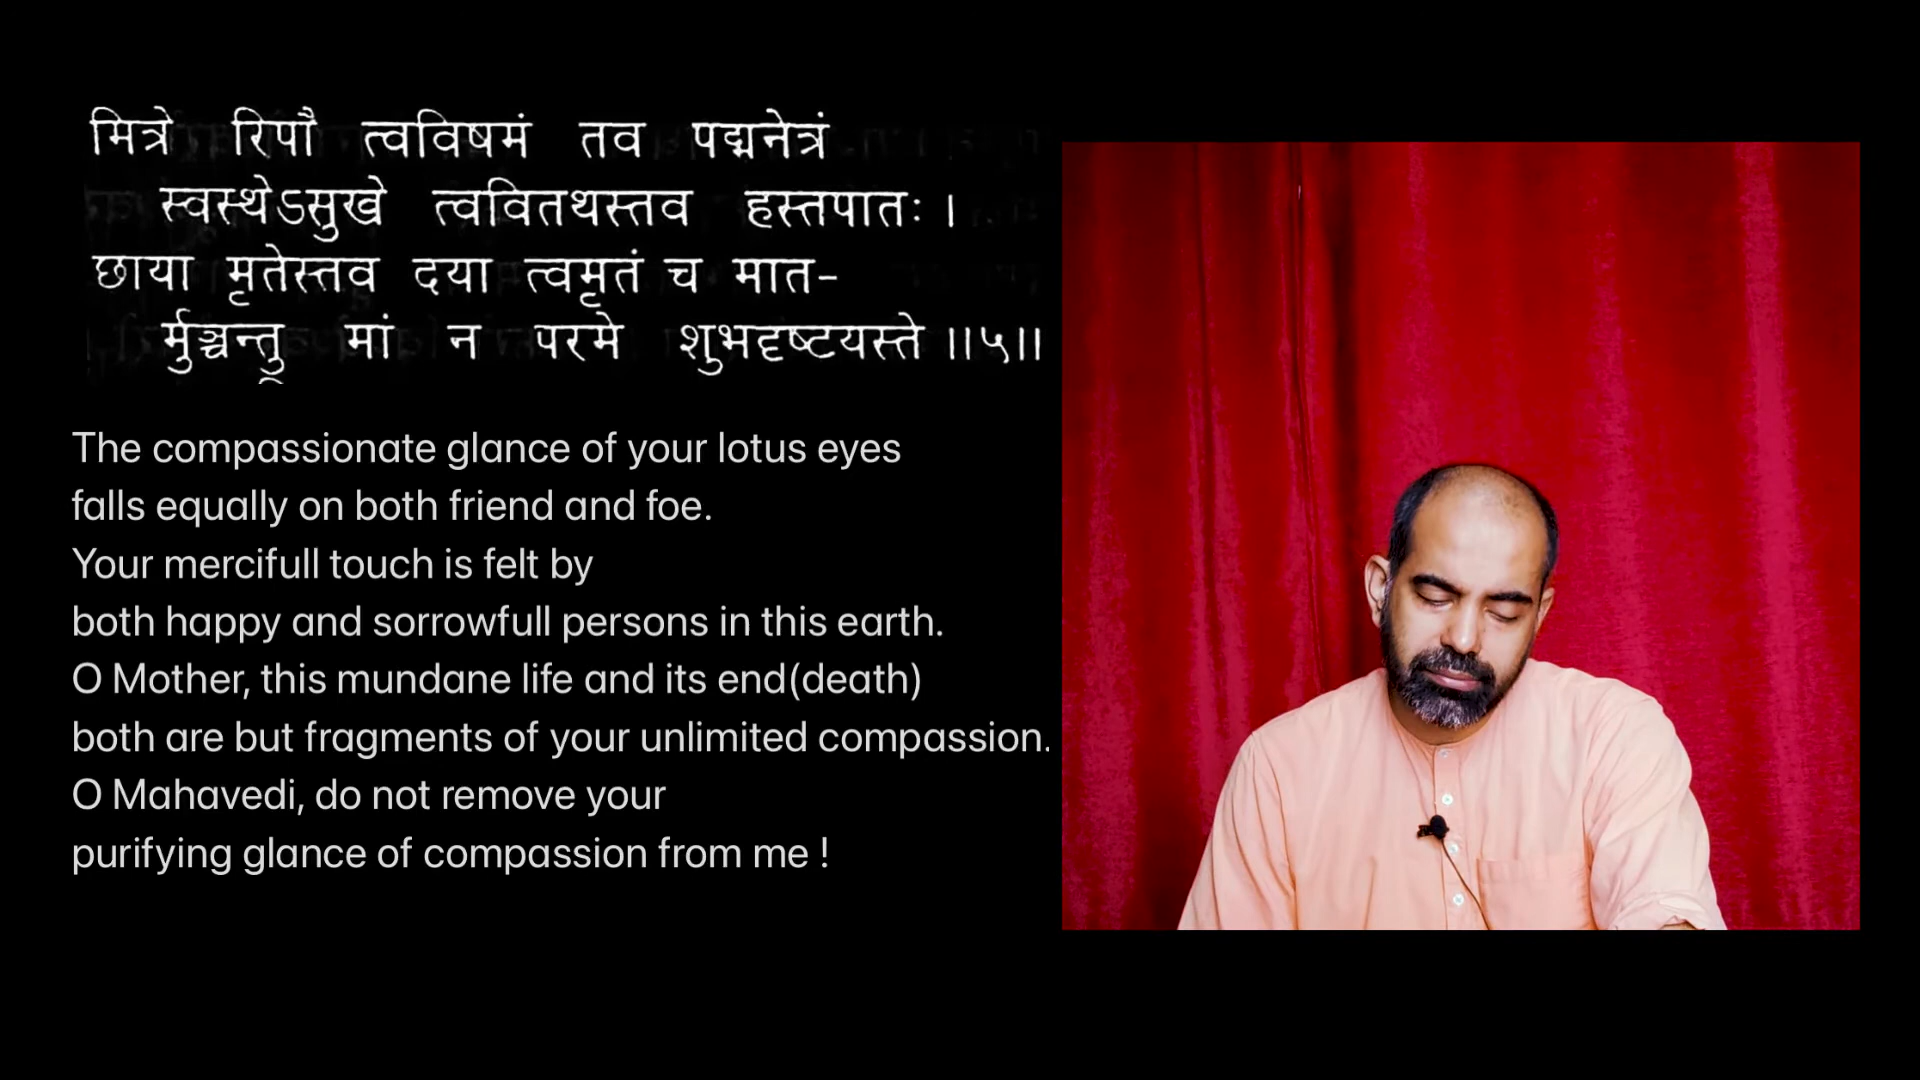 मित्रे रिपौ त्वविषमं तव पद्मनेत्रं
स्वस्थेऽसुखे त्ववितथस्तव हस्तपातः ।
छाया मृतेस्तव दया त्वमृतं च मात-
र्मुञ्चन्तु मां न परमे शुभदृष्टयस्ते ॥५॥
The compassionate glance of your lotus eyes
falls equally on both friend and foe.
Your mercifull touch is felt by
both happy and sorrowfull persons in this earth.
O Mother, this mundane life and its end(death)
both are but fragments of your unlimited compassion.
O Mahavedi, do not remove your
purifying glance of compassion from me !